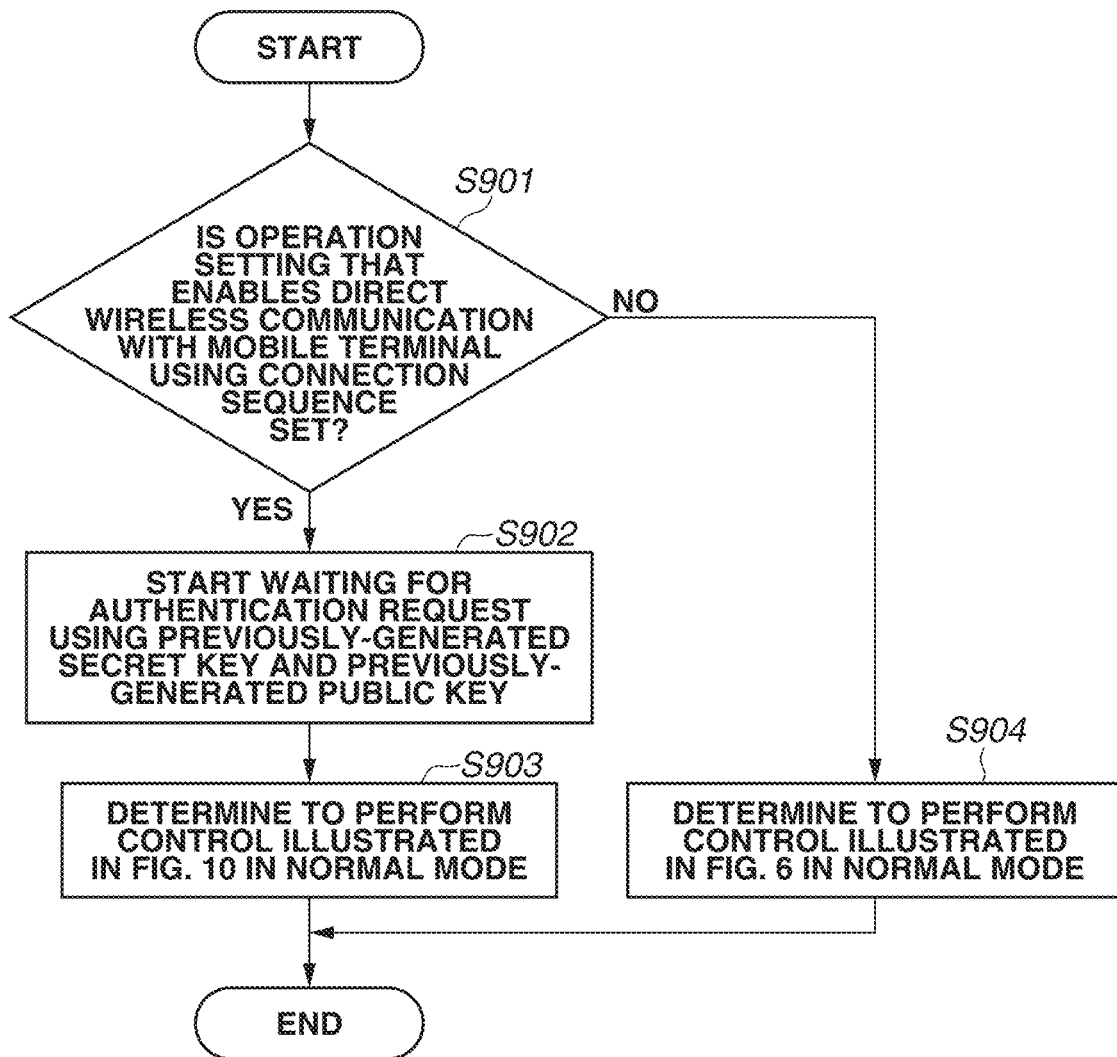 START
S901
IS OPERATION
SETTING THAT
ENABLES DIRECT
WIRELESS COMMUNICATION
WITH MOBILE TERMINAL
USING CONNECTION
SEQUENCE
SET?
NO
YES
S902
START WAITING FOR
AUTHENTICATION REQUEST
USING PREVIOUSLY-GENERATED
SECRET KEY AND PREVIOUSLY-
GENERATED PUBLIC KEY
S903
DETERMINE TO PERFORM
CONTROL ILLUSTRATED
IN FIG. 10 IN NORMAL MODE
S904
DETERMINE TO PERFORM
CONTROL ILLUSTRATED
IN FIG. 6 IN NORMAL MODE
END